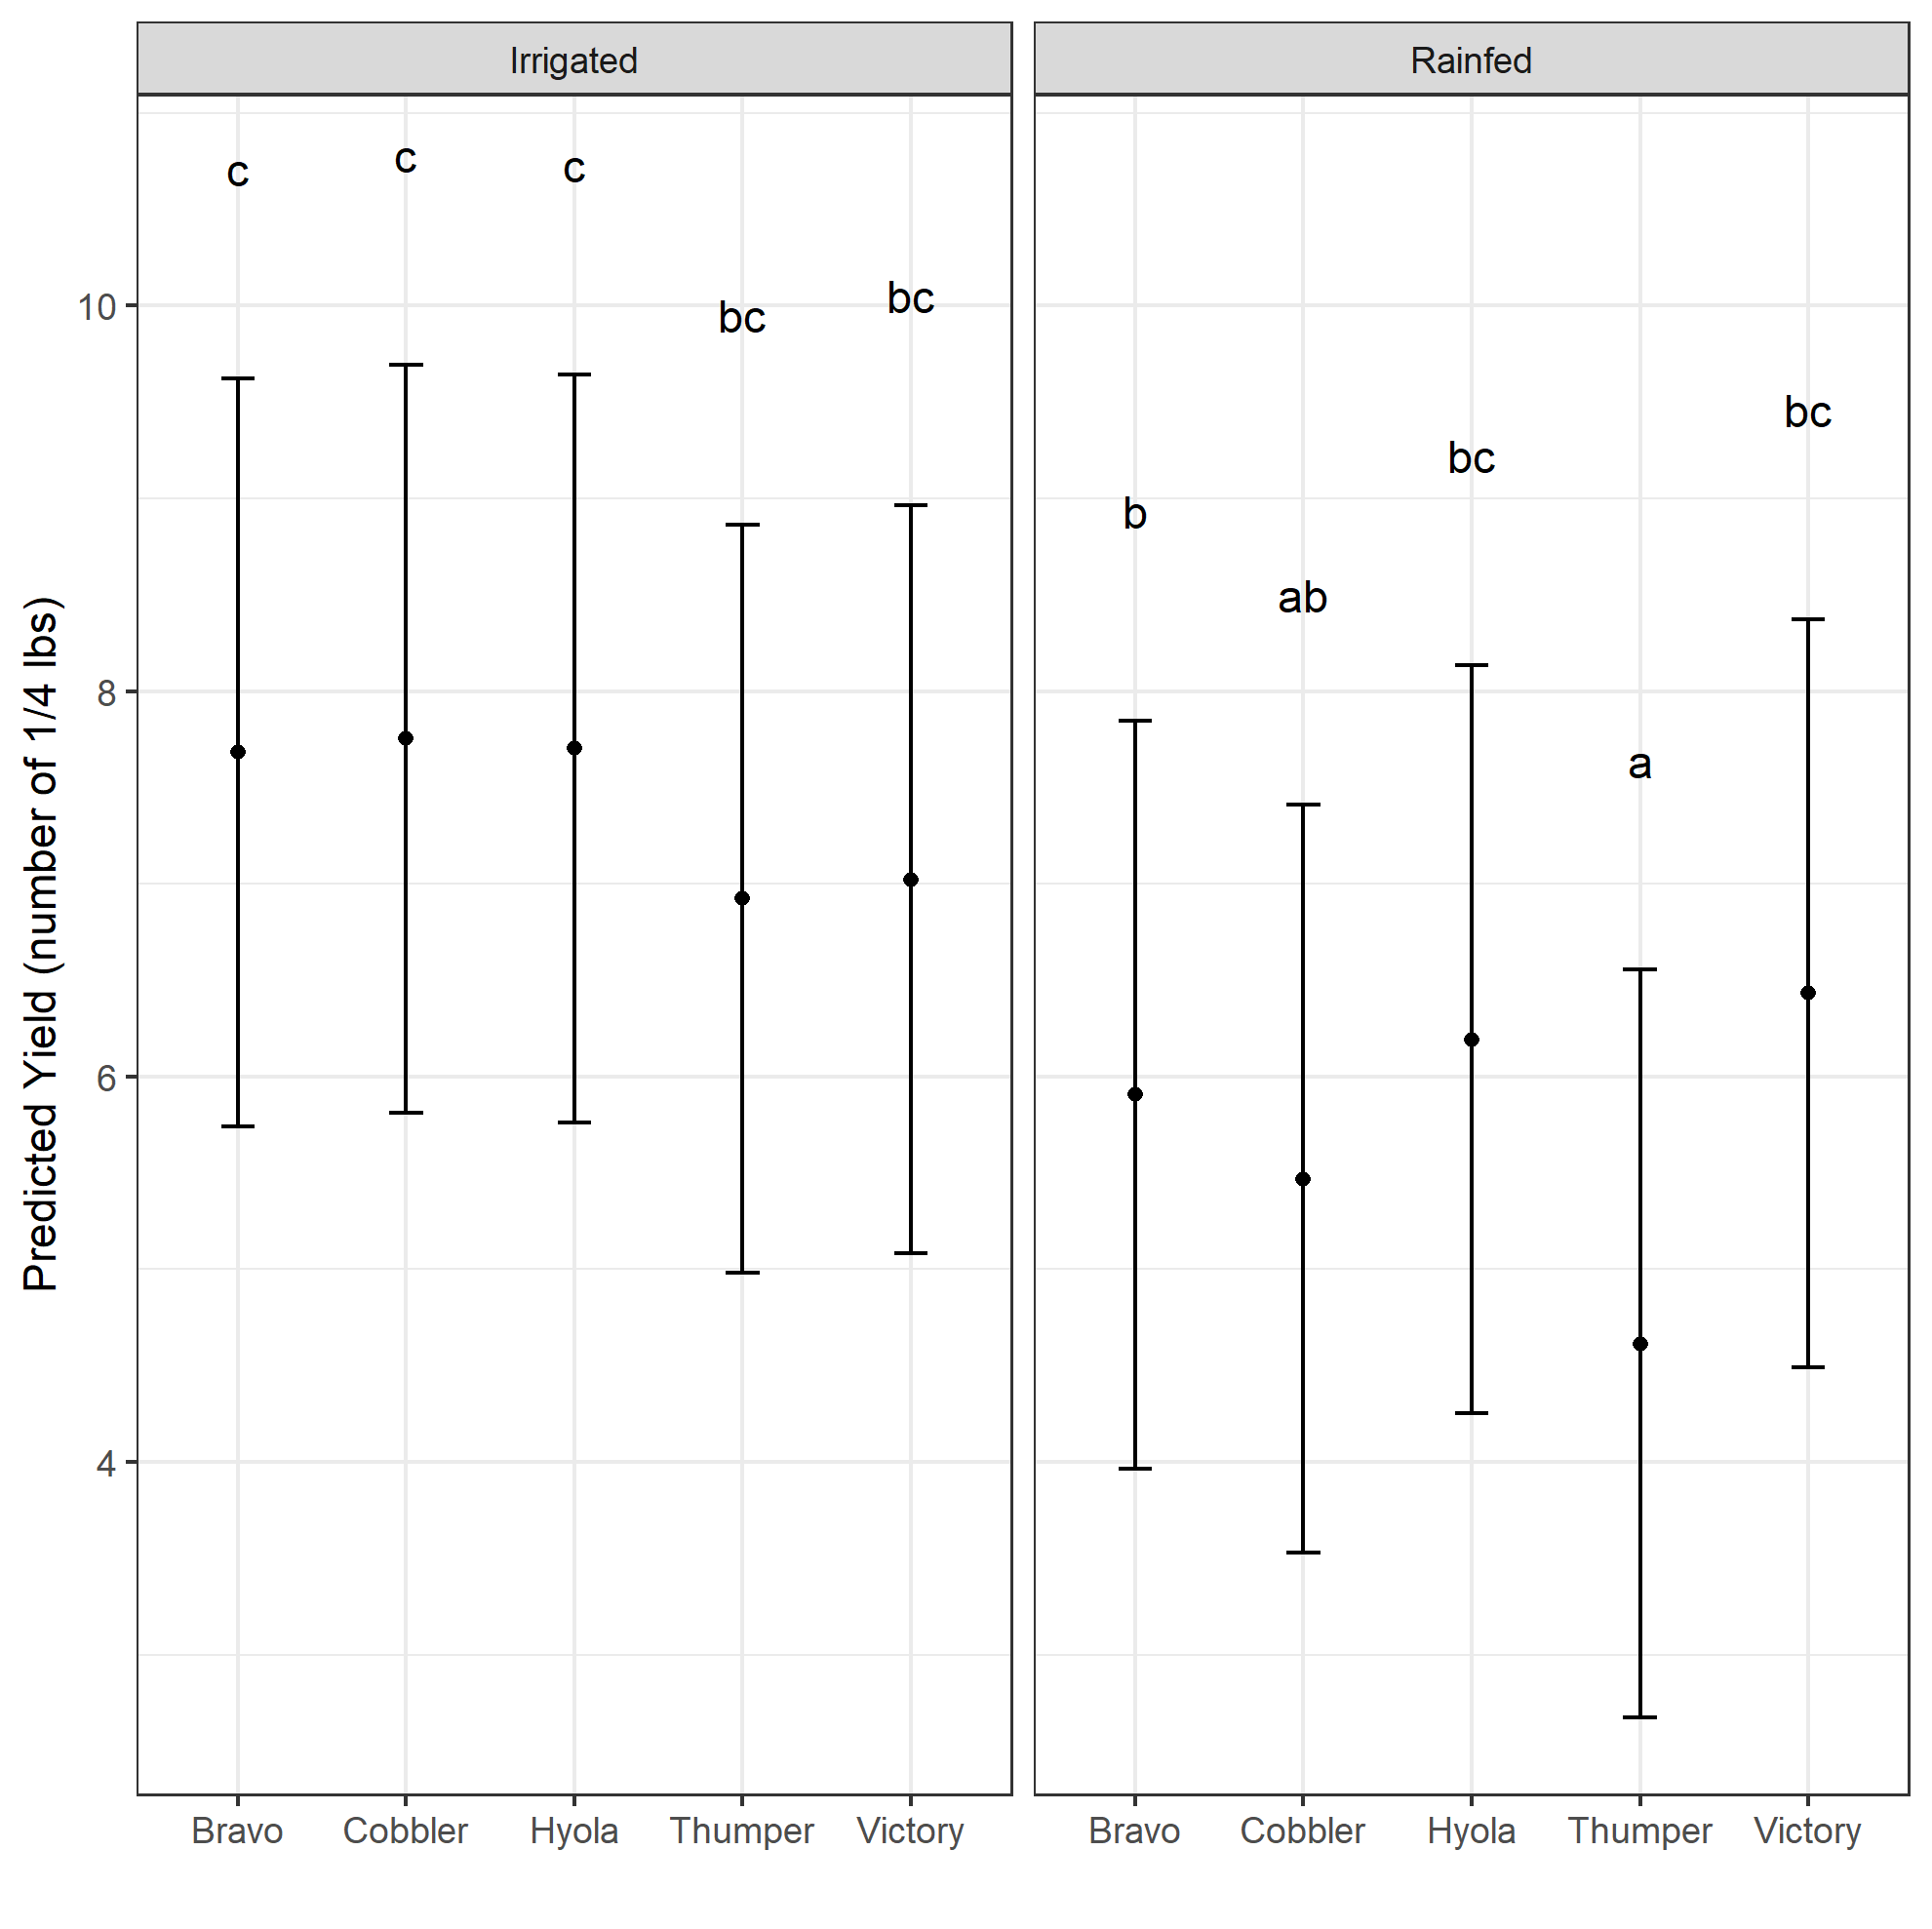 Irrigated
Rainfed
c
c
c
bc
bc
b
ab
bc
a
bc
10
8
6
4
Predicted Yield (number of 1/4 lbs)
Bravo Cobbler Hyola Thumper Victory
Bravo Cobbler Hyola Thumper Victory